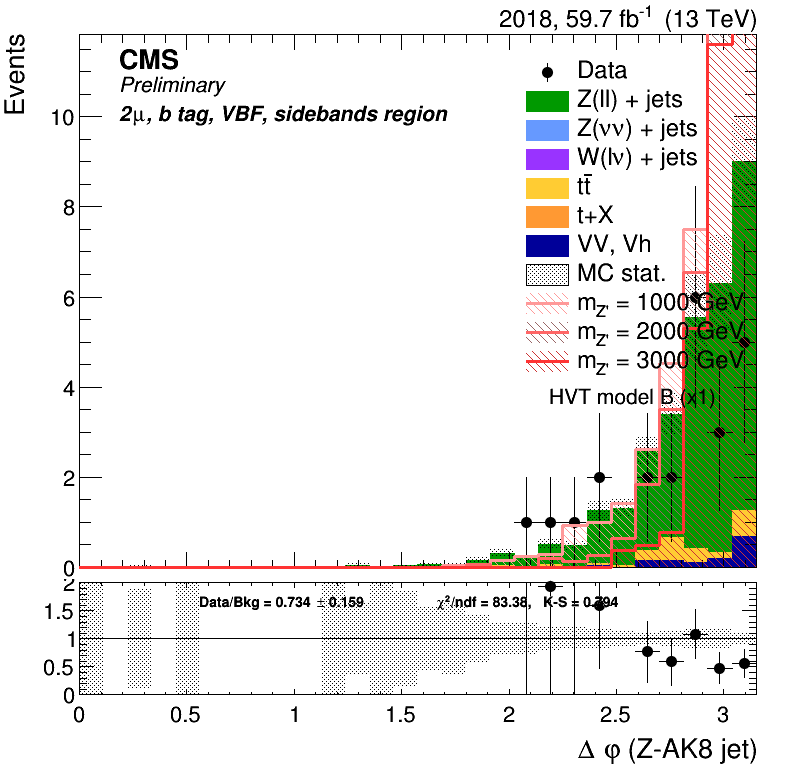 2018, 59.7 fb⁻¹ (13 TeV)
Events
CMS
Preliminary
2μ, b tag, VBF, sidebands region
Data
Z(ll) + jets
Z(νν) + jets
W(lν) + jets
tt̄
t+X
VV, Vh
MC stat.
m_Z' = 1000 GeV
m_Z' = 2000 GeV
m_Z' = 3000 GeV
HVT model B (x1)
10
8
6
4
2
0
2
1.5
1
0.5
0
Data/Bkg = 0.734 ± 0.159
χ²/ndf = 83.38, K-S =
0 0.5 1 1.5 2 2.5 3
Δ φ (Z-AK8 jet)